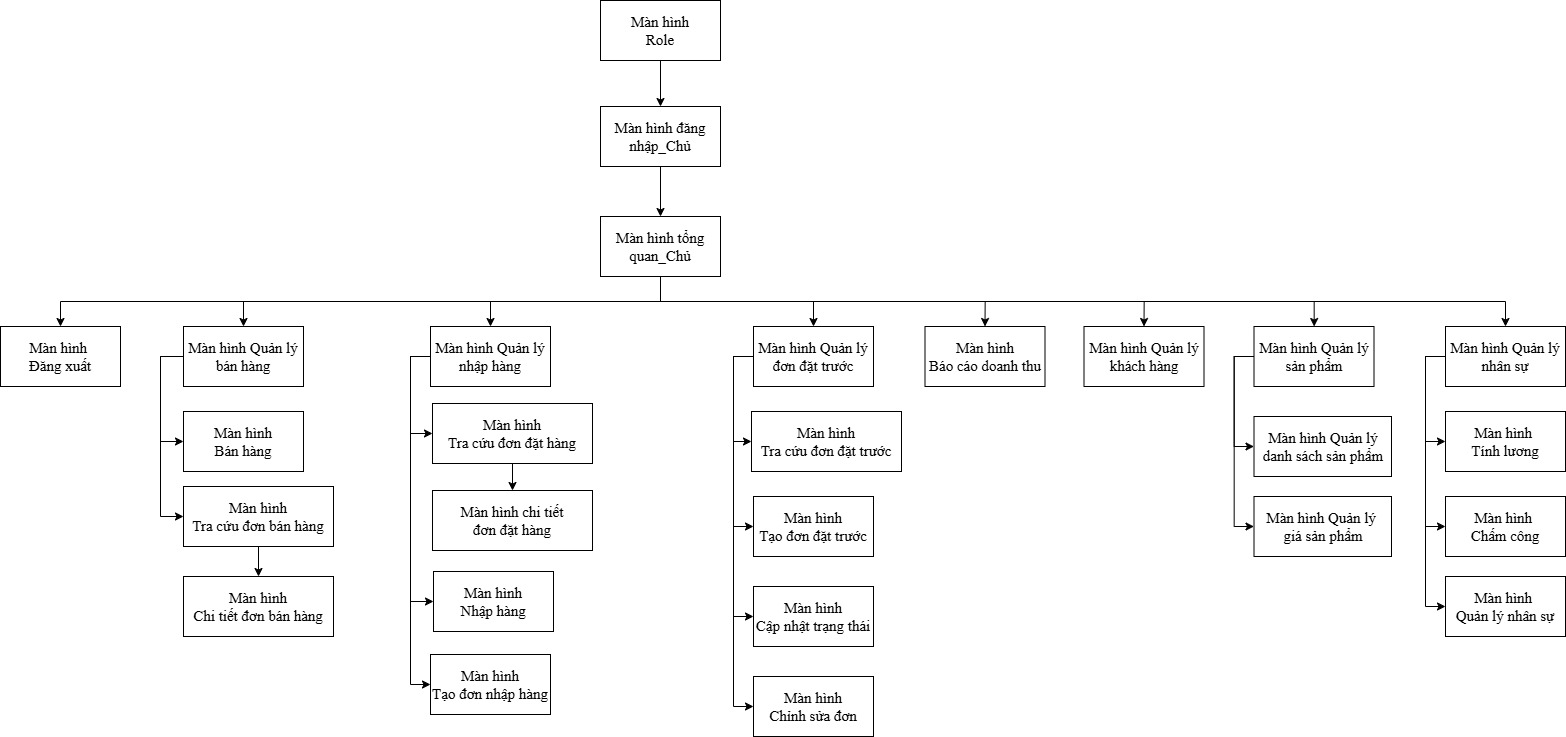 Màn hình
Role
Màn hình đăng
nhập_Chủ
Màn hình tổng
quan_Chủ
Màn hình
Đăng xuất
Màn hình Quản lý
bán hàng
Màn hình
Bán hàng
Màn hình
Tra cứu đơn bán hàng
Màn hình
Chi tiết đơn bán hàng
Màn hình Quản lý
nhập hàng
Màn hình
Tra cứu đơn đặt hàng
Màn hình chi tiết
đơn đặt hàng
Màn hình
Nhập hàng
Màn hình
Tạo đơn nhập hàng
Màn hình Quản lý
đơn đặt trước
Màn hình
Tra cứu đơn đặt trước
Màn hình
Tạo đơn đặt trước
Màn hình
Cập nhật trạng thái
Màn hình
Chỉnh sửa đơn
Màn hình
Báo cáo doanh thu
Màn hình Quản lý
khách hàng
Màn hình Quản lý
sản phẩm
Màn hình Quản lý
danh sách sản phẩm
Màn hình Quản lý
giá sản phẩm
Màn hình Quản lý
nhân sự
Màn hình
Tính lương
Màn hình
Chấm công
Màn hình
Quản lý nhân sự